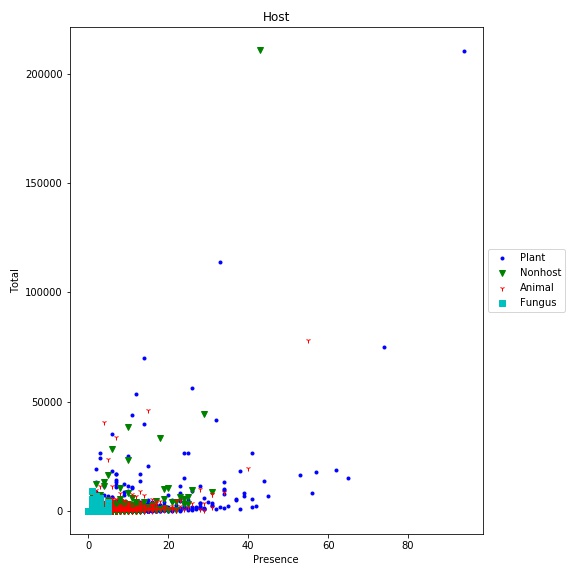 Host
Total
200000
150000
100000
50000
0
0
20
40
60
80
Presence
Plant
Nonhost
Animal
Fungus